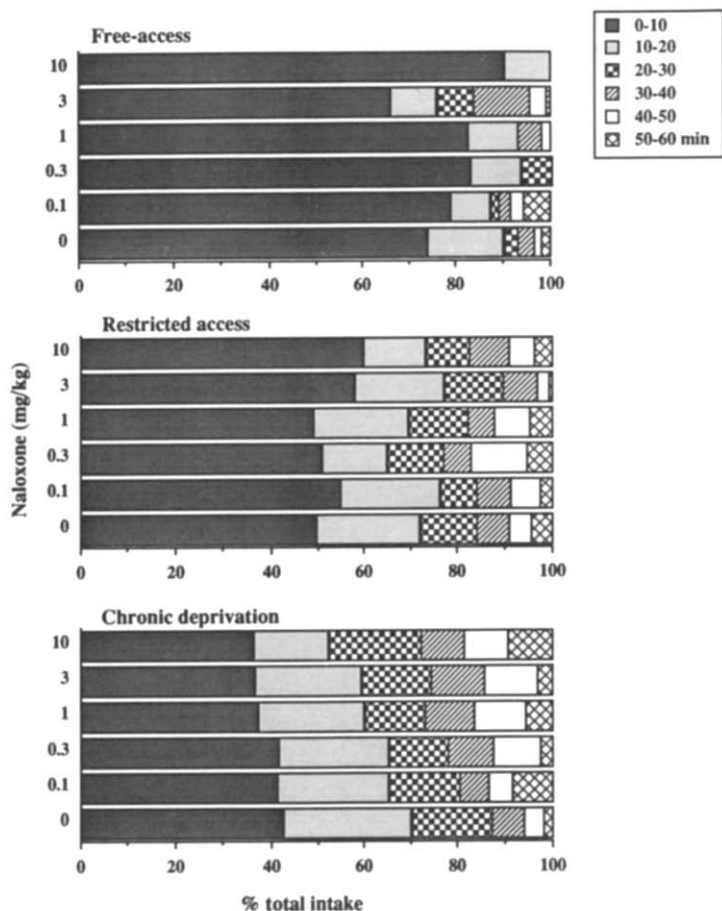 Free-access
10
3
1
0.3
0.1
0
0 20 40 60 80 100
0-10
10-20
20-30
30-40
40-50
50-60 min
Restricted access
10
3
1
0.3
0.1
0
0 20 40 60 80 100
Naloxone (mg/kg)
Chronic deprivation
10
3
1
0.3
0.1
0
0 20 40 60 80 100
% total intake